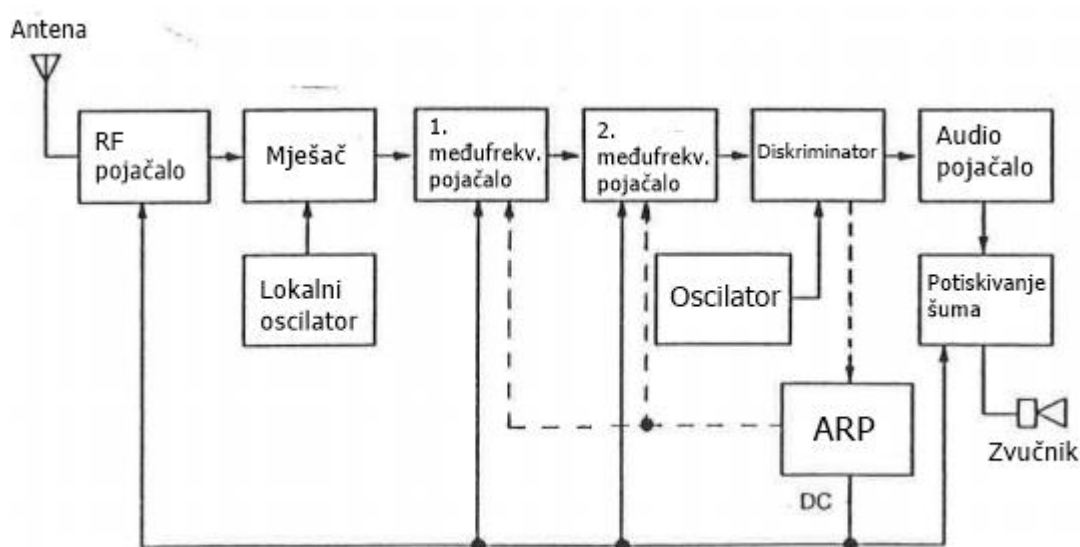 Antena
RF
pojačalo
Mješač
1.
međufrekv.
pojačalo
2.
međufrekv.
pojačalo
Diskriminator
Audio
pojačalo
Lokalni
oscilator
Oscilator
Potiskivanje
šuma
ARP
Zvučnik
DC